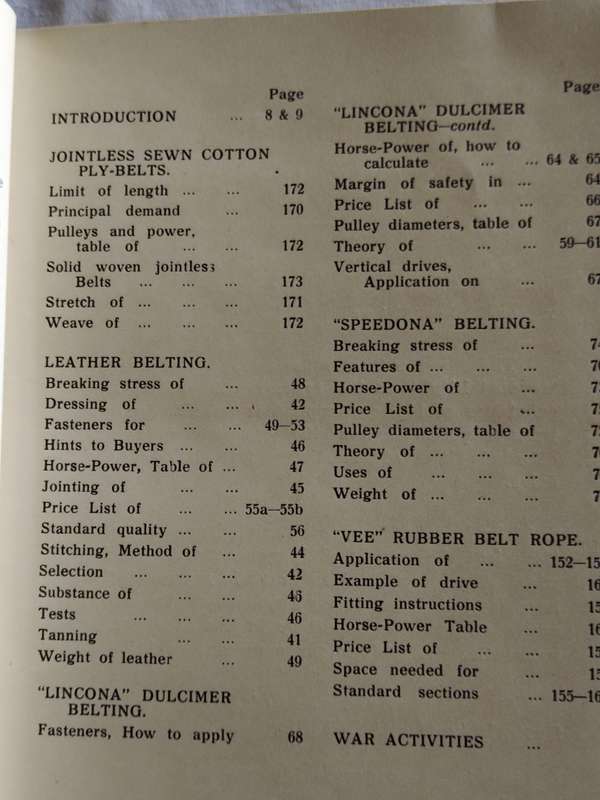 Page
INTRODUCTION ... 8 & 9
JOINTLESS SEWN COTTON
PLY-BELTS.
Limit of length ... ... 172
Principal demand ... 170
Pulleys and power,
table of ... ... 172
Solid woven jointless
Belts ... ... ... 173
Stretch of ... ... ... 171
Weave of ... ... ... 172
LEATHER BELTING.
Breaking stress of ... 48
Dressing of ... ... 42
Fasteners for ... ... 49—53
Hints to Buyers ... ... 46
Horse-Power, Table of ... 47
Jointing of ... ... 45
Price List of ... ... 55a—55b
Standard quality ... ... 56
Stitching, Method of ... 44
Selection ... ... ... 42
Substance of ... ... 46
Tests ... ... ... 46
Tanning ... ... 41
Weight of leather ... 49
"LINCONA" DULCIMER
BELTING.
Fasteners, How to apply 68
Page
"LINCONA" DULCIMER
BELTING—contd.
Horse-Power of, how to
calculate ... ... 64 & 65
Margin of safety in ... 64
Price List of ... ... 66
Pulley diameters, table of 67
Theory of ... ... 59—61
Vertical drives,
Application on ... 67
"SPEEDONA" BELTING.
Breaking stress of ...
Features of ... ... ...
Horse-Power of ...
Price List of ...
Pulley diameters, table of
Theory of ... ... ...
Uses of ... ... ...
Weight of ... ... ...
"VEE" RUBBER BELT ROPE.
Application of ... ...
Example of drive ...
Fitting instructions ...
Horse-Power Table ...
Price List of ... ...
Space needed for ...
Standard sections ...
WAR ACTIVITIES ...